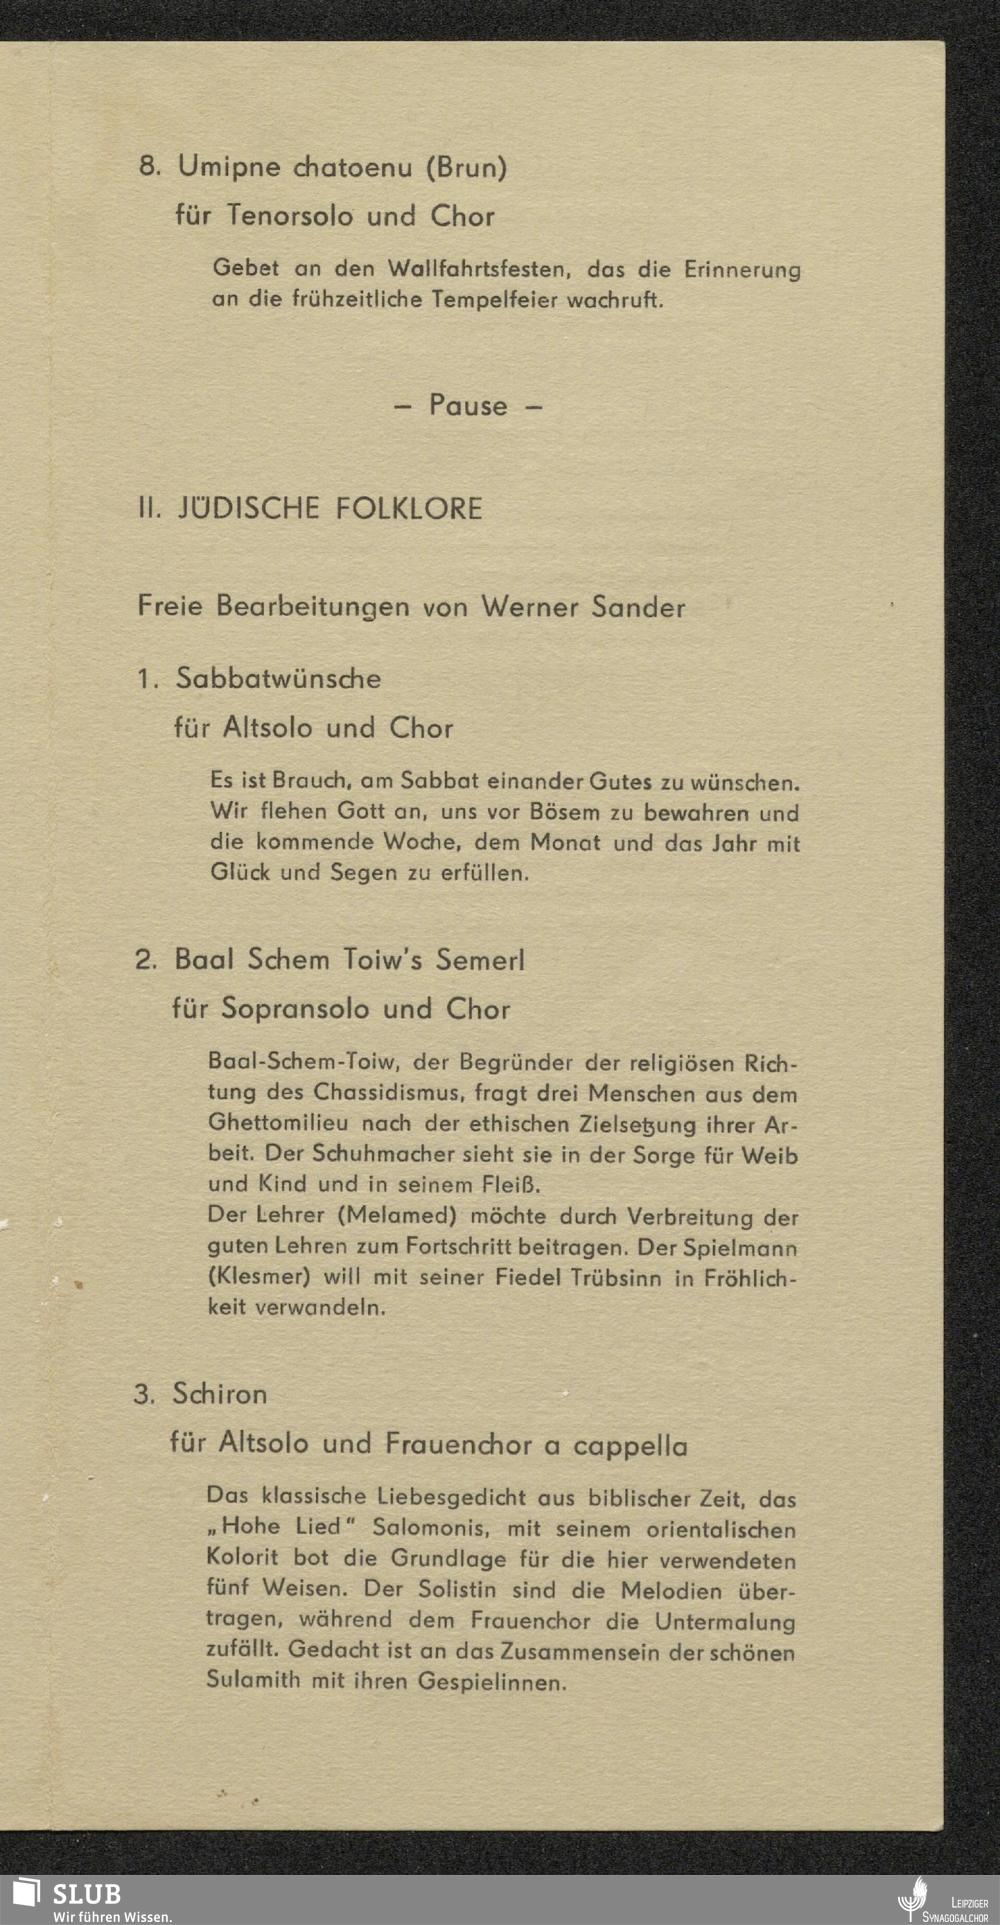 8. Umipne chatoenu (Brun)
für Tenorsolo und Chor
Gebet an den Wallfahrtsfesten, das die Erinnerung
an die frühzeitliche Tempelfeier wachruft.
– Pause –
II. JÜDISCHE FOLKLORE
Freie Bearbeitungen von Werner Sander
1. Sabbatwünsche
für Altsolo und Chor
Es ist Brauch, am Sabbat einander Gutes zu wünschen.
Wir flehen Gott an, uns vor Bösem zu bewahren und
die kommende Woche, dem Monat und das Jahr mit
Glück und Segen zu erfüllen.
2. Baal Schem Toiw's Semerl
für Sopransolo und Chor
Baal-Schem-Toiw, der Begründer der religiösen Rich-
tung des Chassidismus, fragt drei Menschen aus dem
Ghettomilieu nach der ethischen Zielsetzung ihrer Ar-
beit. Der Schuhmacher sieht sie in der Sorge für Weib
und Kind und in seinem Fleiß.
Der Lehrer (Melamed) möchte durch Verbreitung der
guten Lehren zum Fortschritt beitragen. Der Spielmann
(Klesmer) will mit seiner Fiedel Trübsinn in Fröhlich-
keit verwandeln.
3. Schiron
für Altsolo und Frauenchor a cappella
Das klassische Liebesgedicht aus biblischer Zeit, das
„Hohe Lied" Salomonis, mit seinem orientalischen
Kolorit bot die Grundlage für die hier verwendeten
fünf Weisen. Der Solistin sind die Melodien über-
tragen, während dem Frauenchor die Untermalung
zufällt. Gedacht ist an das Zusammensein der schönen
Sulamith mit ihren Gespielinnen.
SLUB
Wir führen Wissen.
LEIPZIGER
SYNAGOGALCHOR